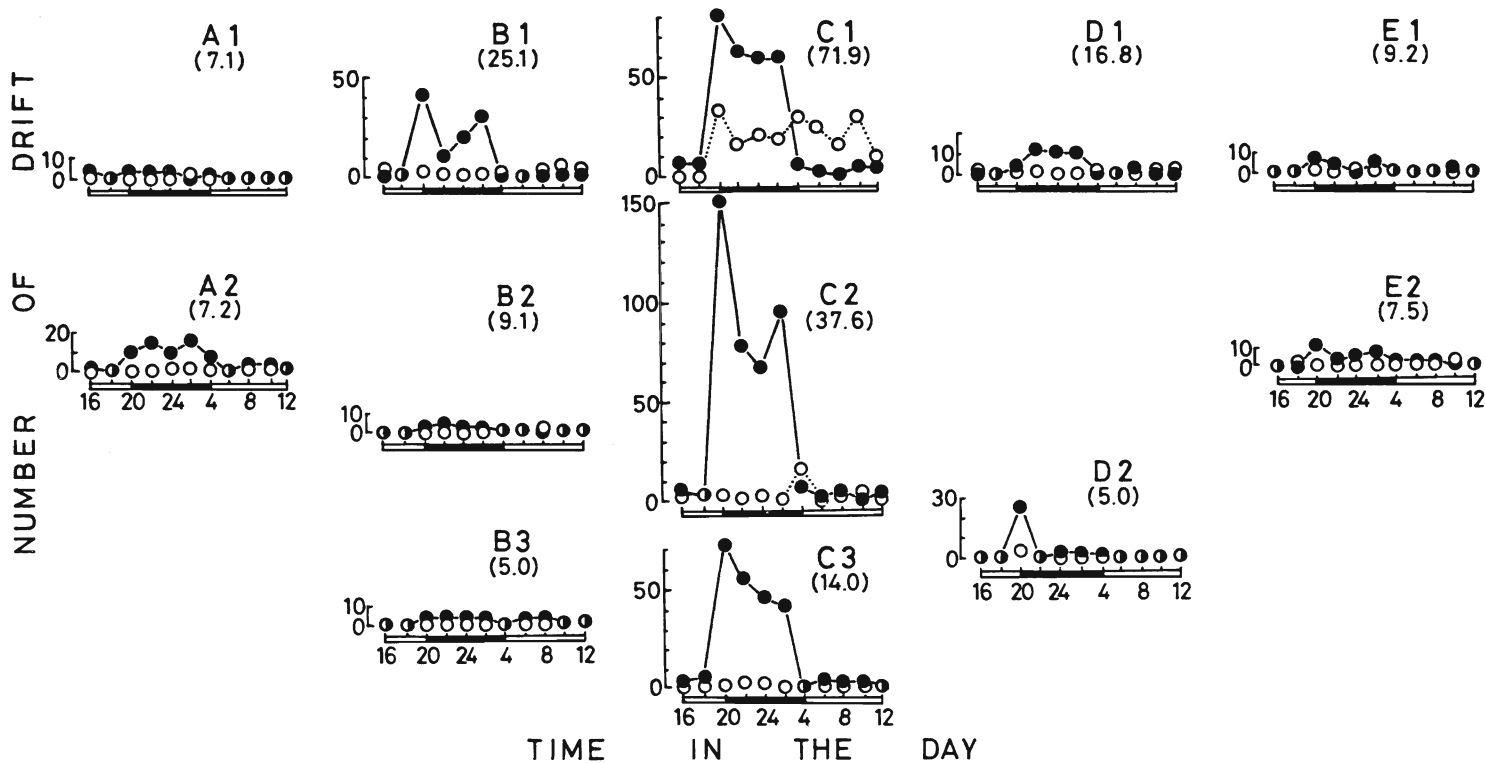 NUMBER OF DRIFT
A1
(7.1)
10
0
B1
(25.1)
50
0
C1
(71.9)
50
0
D1
(16.8)
10
0
E1
(9.2)
10
0
A2
(7.2)
20
0
16 20 24 4 8 12
B2
(9.1)
10
0
C2
(37.6)
150
100
50
0
E2
(7.5)
10
0
16 20 24 4 8 12
B3
(5.0)
10
0
16 20 24 4 8 12
C3
(14.0)
50
0
16 20 24 4 8 12
D2
(5.0)
30
0
16 20 24 4 8 12
TIME IN THE DAY